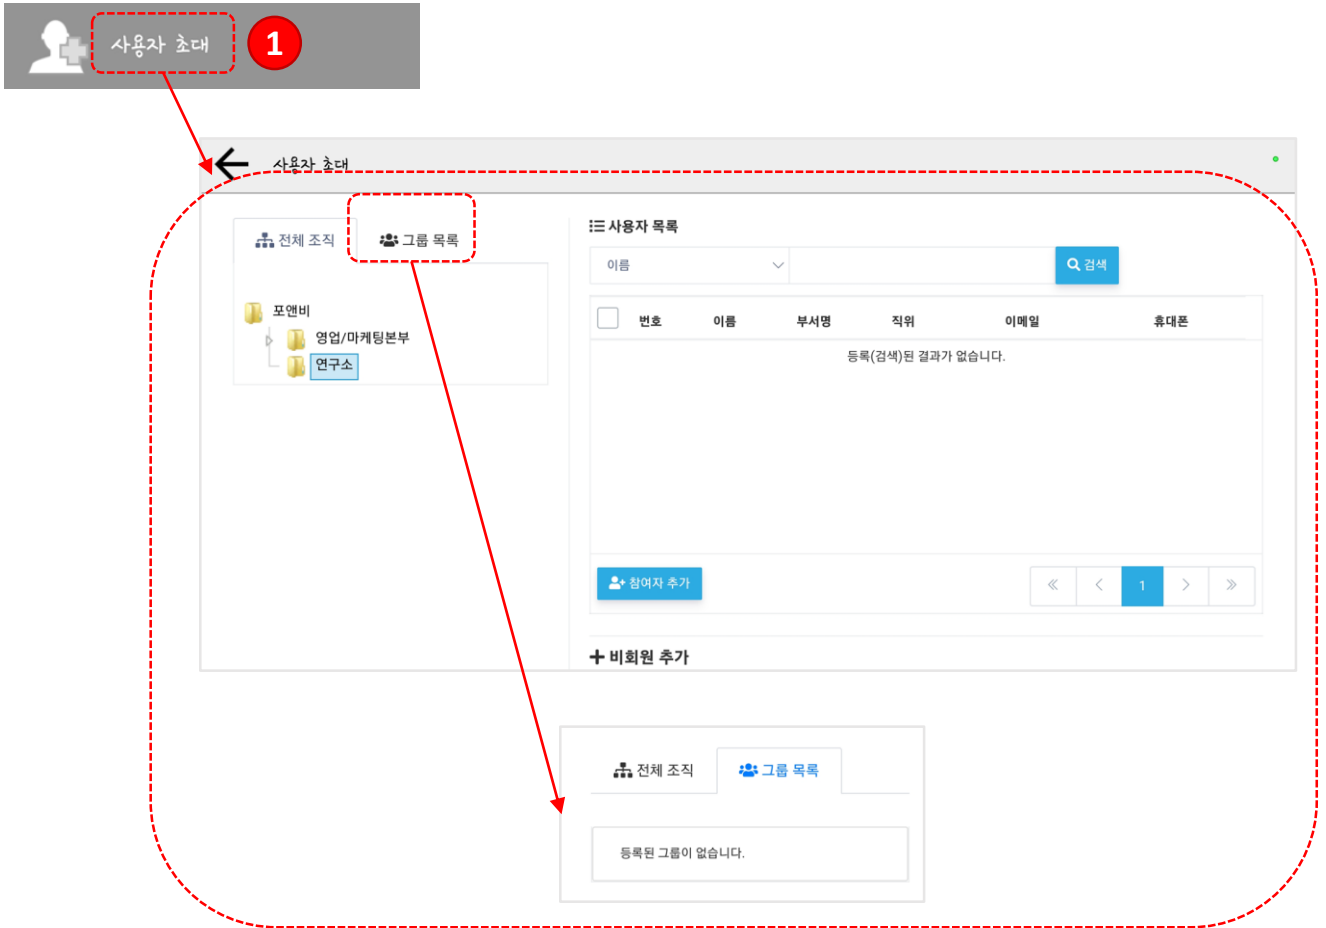 사용자 초대
1
사용자 초대
전체 조직
그룹 목록
포앤비
영업/마케팅본부
연구소
사용자 목록
이름
검색
번호 이름 부서명 직위 이메일 휴대폰
등록(검색)된 결과가 없습니다.
참여자 추가
« < 1 > »
+ 비회원 추가
전체 조직
그룹 목록
등록된 그룹이 없습니다.